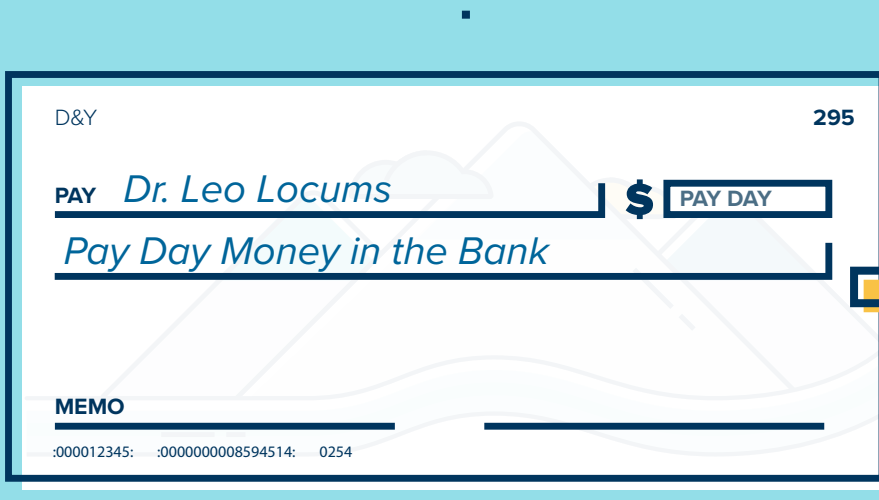 D&Y 295
PAY Dr. Leo Locums $ PAY DAY
Pay Day Money in the Bank
MEMO
:000012345: :0000000008594514: 0254